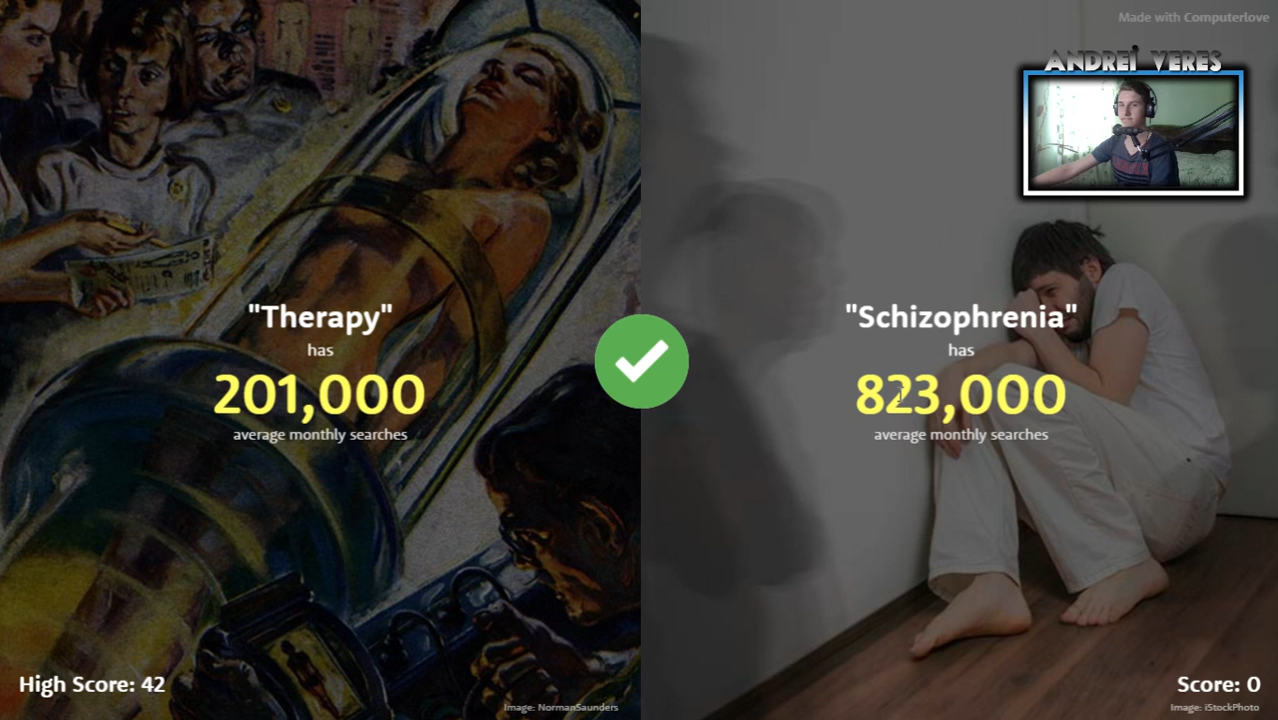 Made with Computerlove
ANDREI VERES
"Therapy"
has
201,000
average monthly searches
"Schizophrenia"
has
823,000
average monthly searches
High Score: 42
Image: NormanSaunders
Score: 0
Image: iStockPhoto